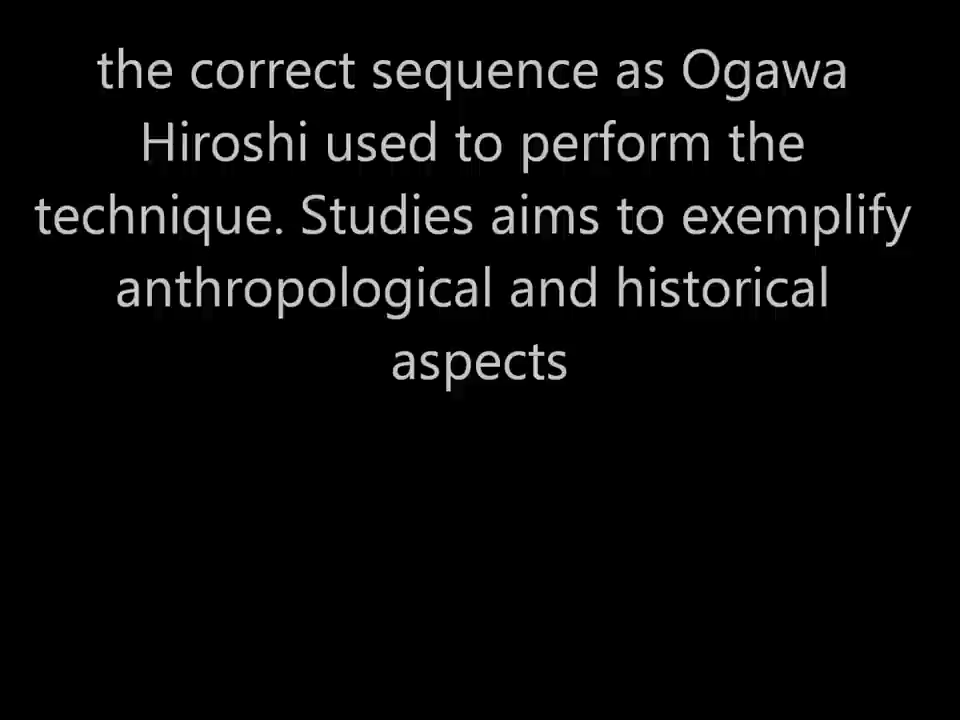 the correct sequence as Ogawa
Hiroshi used to perform the
technique. Studies aims to exemplify
anthropological and historical
aspects